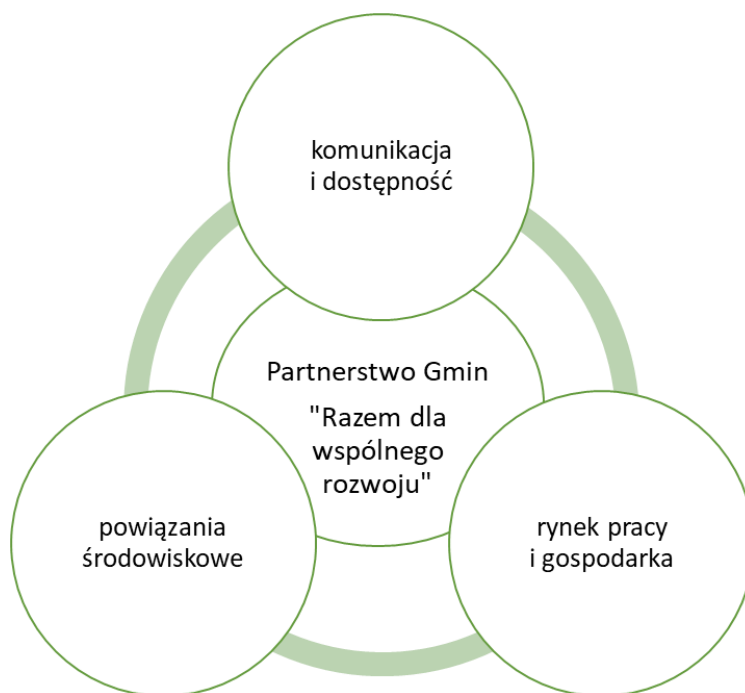 komunikacja
i dostępność
Partnerstwo Gmin
"Razem dla
wspólnego
rozwoju"
powiązania
środowiskowe
rynek pracy
i gospodarka